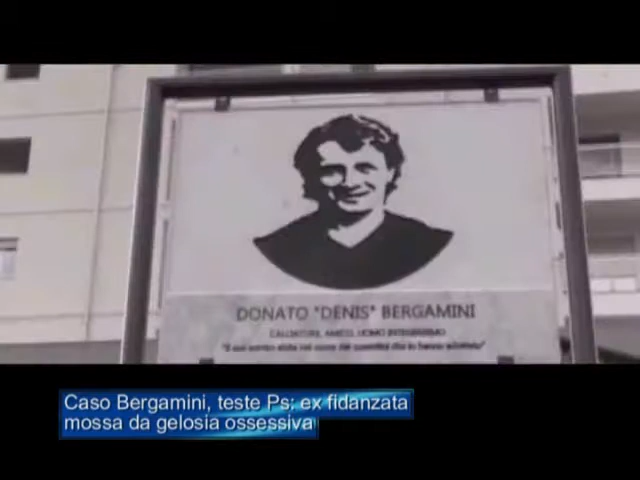 DONATO "DENIS" BERGAMINI
CALCIATORE, AMICO, UOMO INTEGERRIMO
Caso Bergamini, teste Ps: ex fidanzata
mossa da gelosia ossessiva